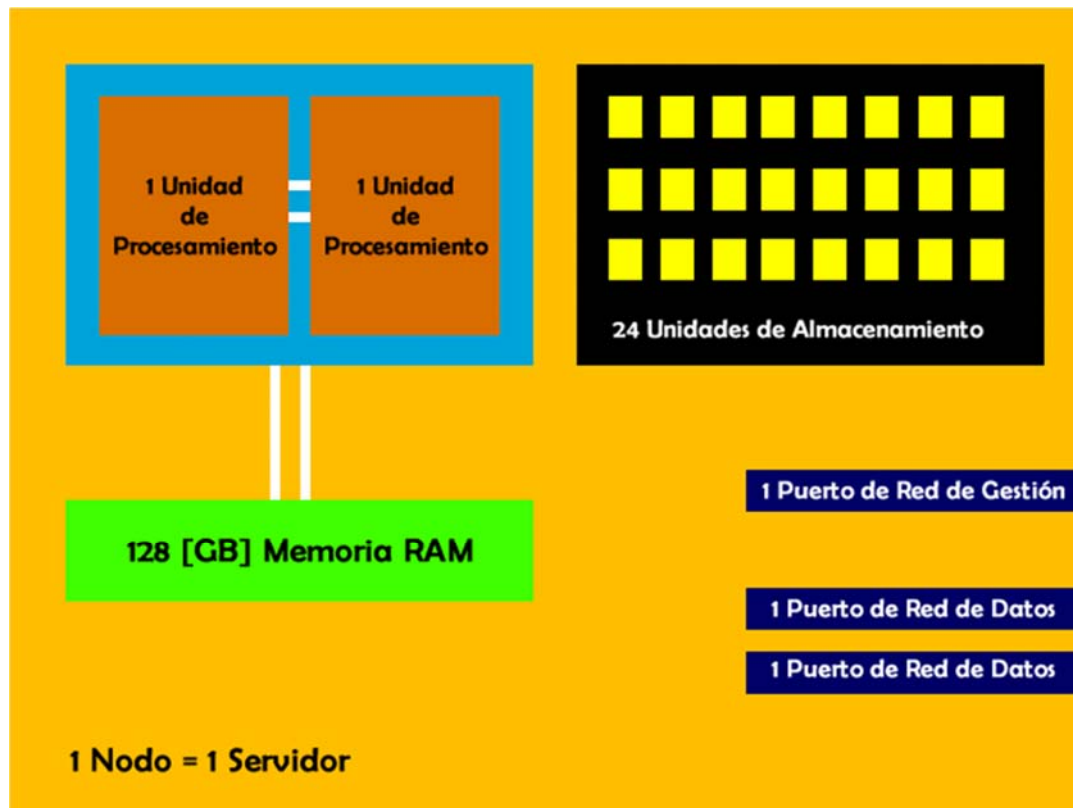 1 Unidad
de
Procesamiento
1 Unidad
de
Procesamiento
24 Unidades de Almacenamiento
1 Puerto de Red de Gestión
128 [GB] Memoria RAM
1 Puerto de Red de Datos
1 Puerto de Red de Datos
1 Nodo = 1 Servidor